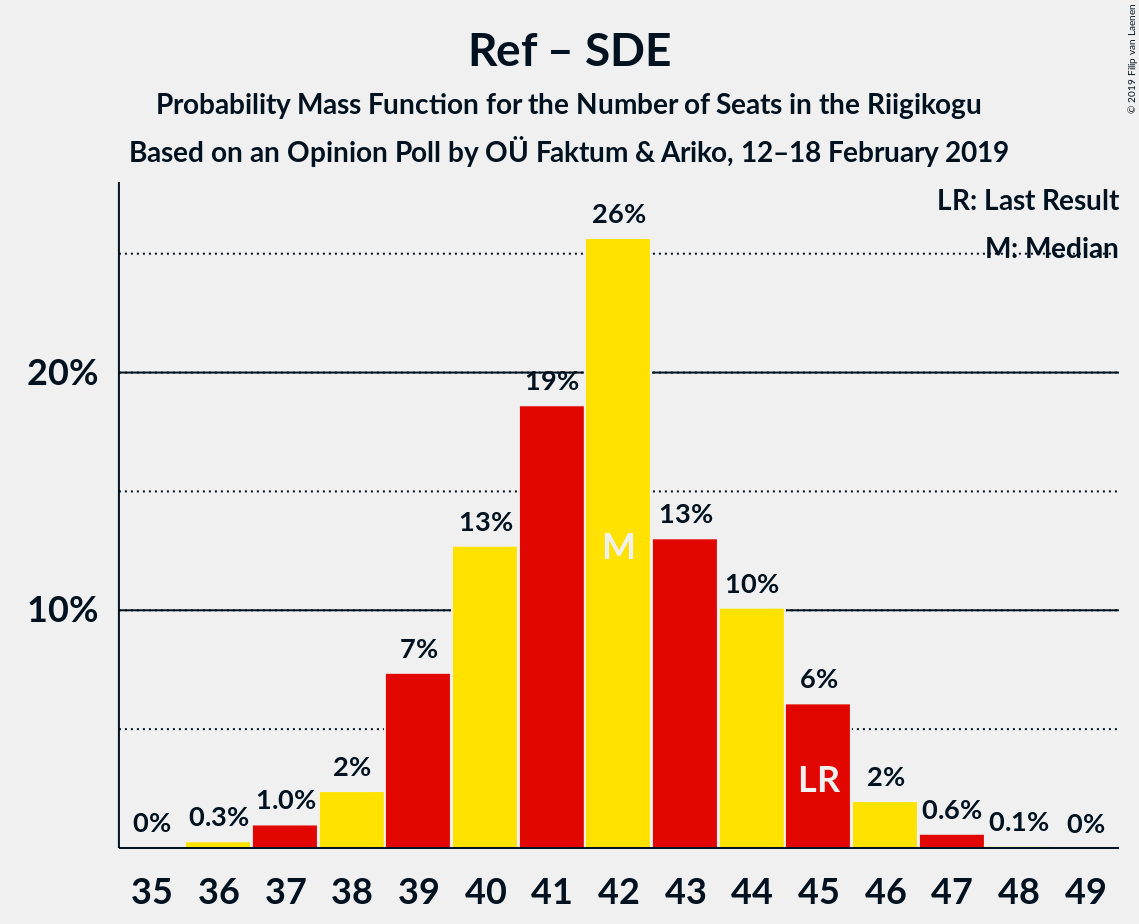 Ref – SDE
Probability Mass Function for the Number of Seats in the Riigikogu
Based on an Opinion Poll by OÜ Faktum & Ariko, 12–18 February 2019
© 2019 Filip van Laenen
LR: Last Result
M: Median
20%
10%
0%
0.3%
1.0%
2%
7%
13%
19%
26%
13%
10%
6%
2%
0.6%
0.1%
0%
M
LR
35 36 37 38 39 40 41 42 43 44 45 46 47 48 49